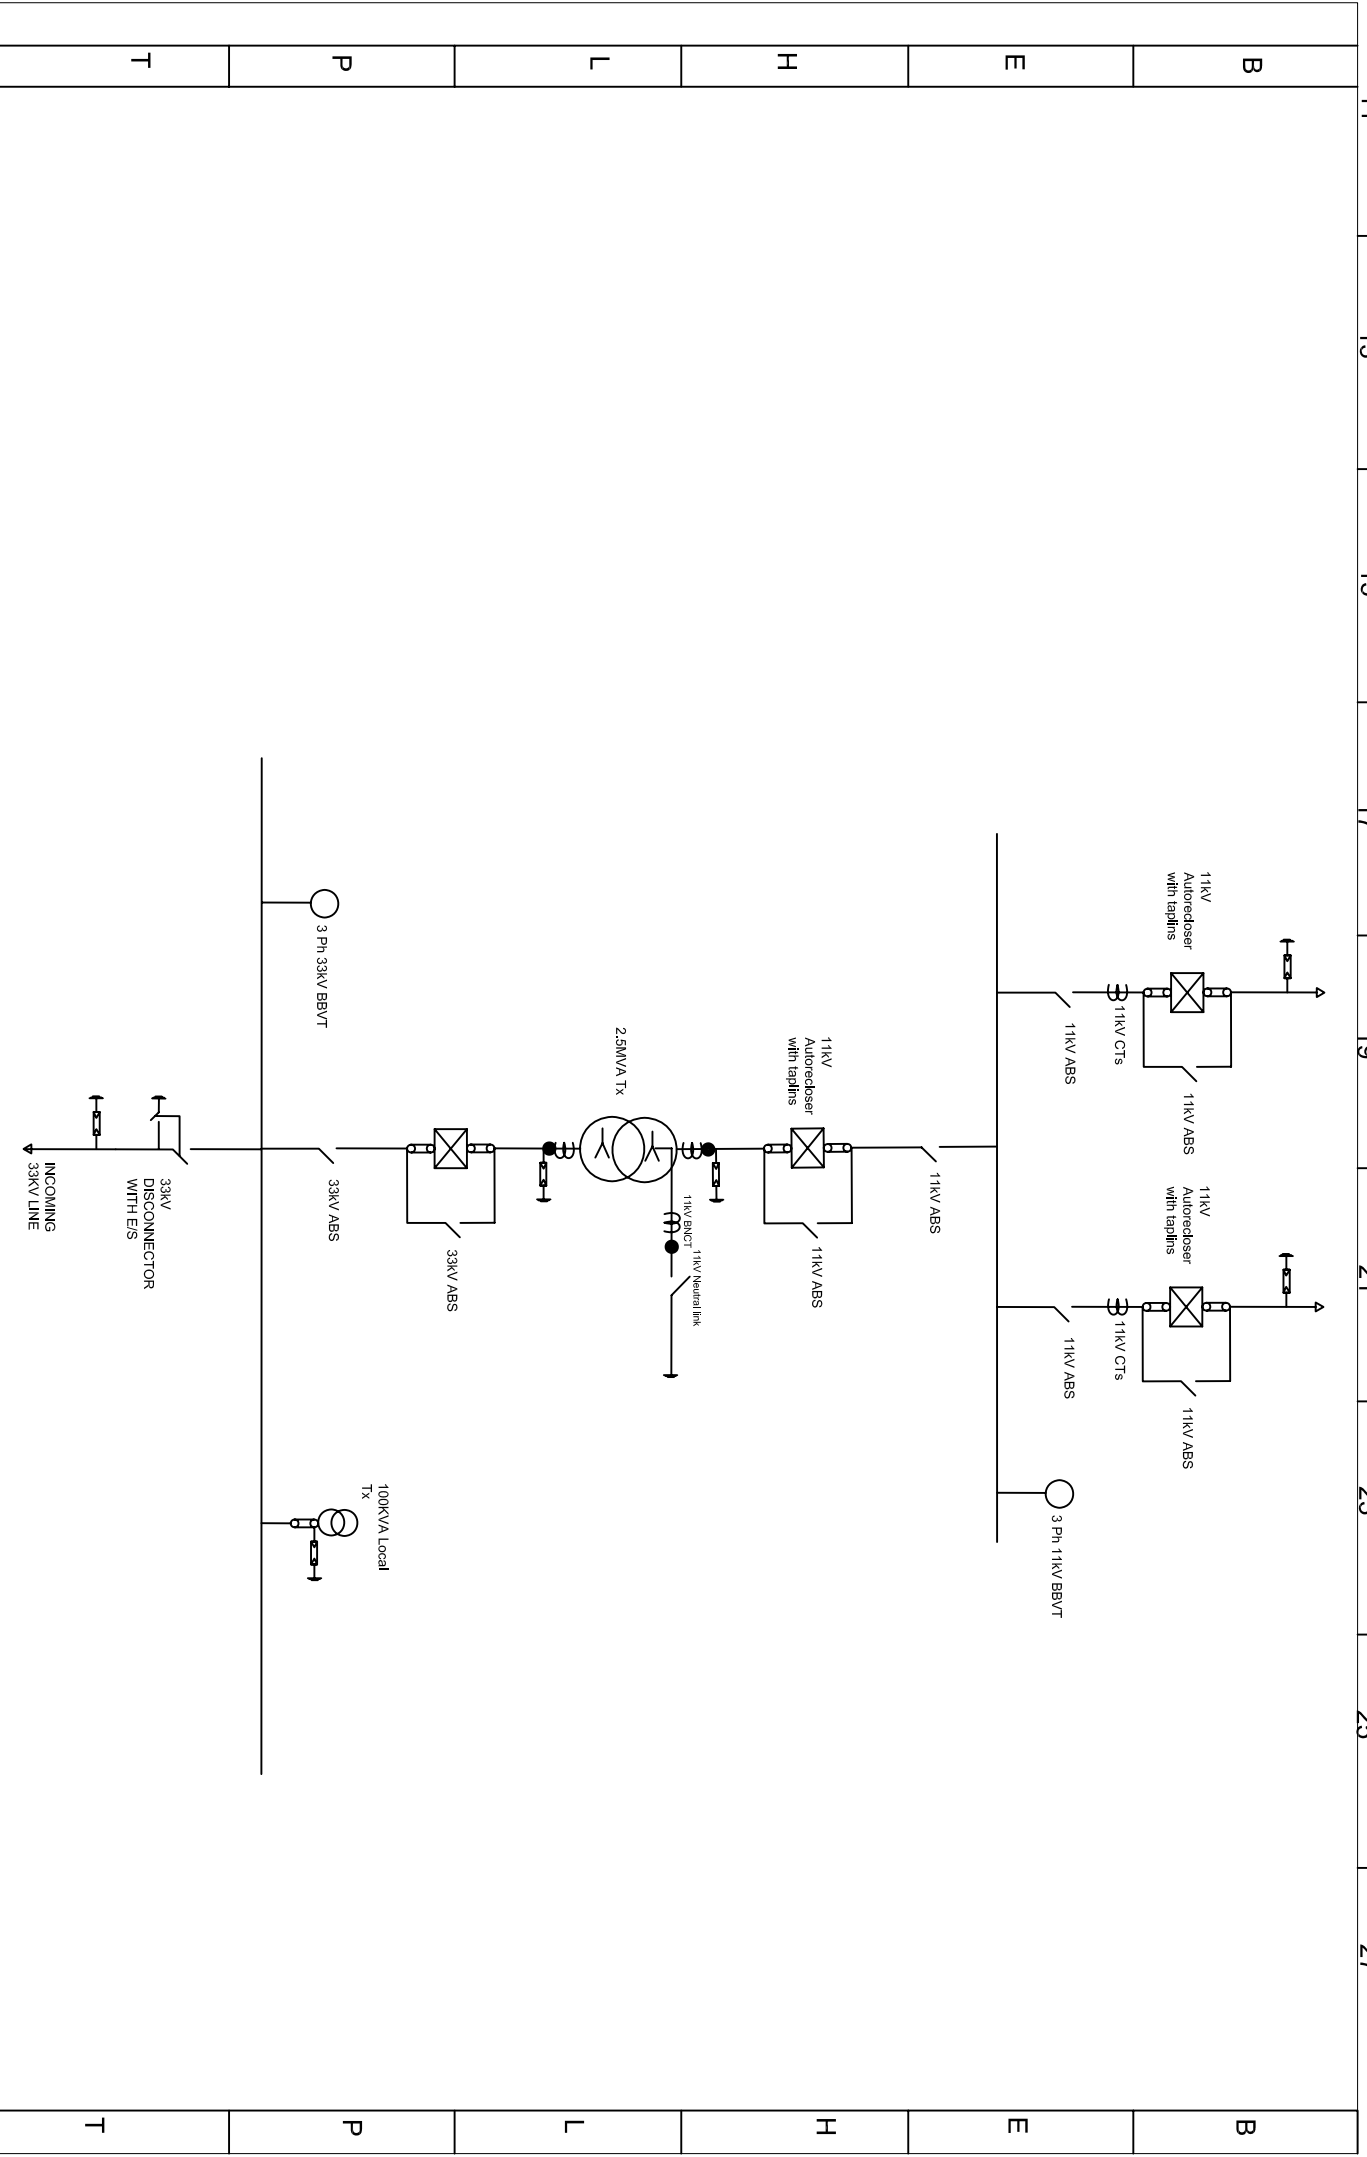 25
B
B
11kV
Autorecloser
with taplins
11kV ABS
11kV
Autorecloser
with taplins
11kV ABS
11kV CTs
11kV CTs
11kV ABS
11kV ABS
3 Ph 11kV BBVT
E
E
11kV ABS
H
H
11kV
Autorecloser
with taplins
11kV ABS
11kV Neutral link
11kV BNCT
2.5MVA Tx
L
L
33kV ABS
100KVA Local
Tx
P
P
33kV ABS
3 Ph 33kV BBVT
33kV
DISCONNECTOR
WITH E/S
T
T
INCOMING
33KV LINE